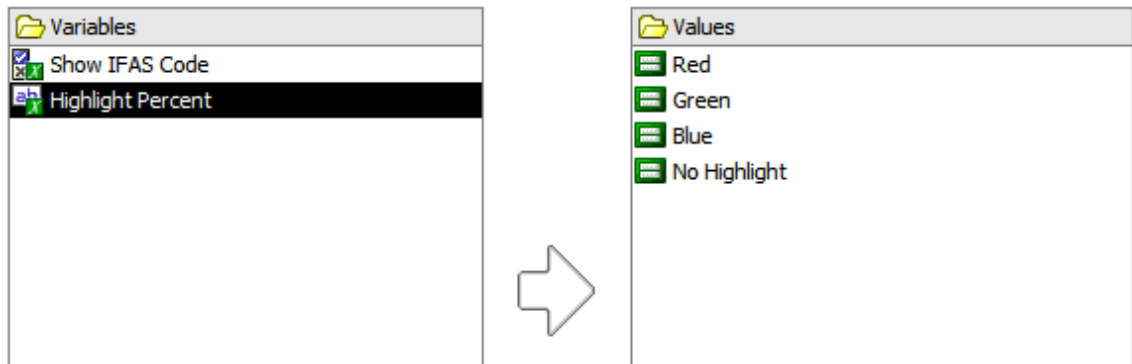 Variables
Show IFAS Code
Highlight Percent
Values
Red
Green
Blue
No Highlight